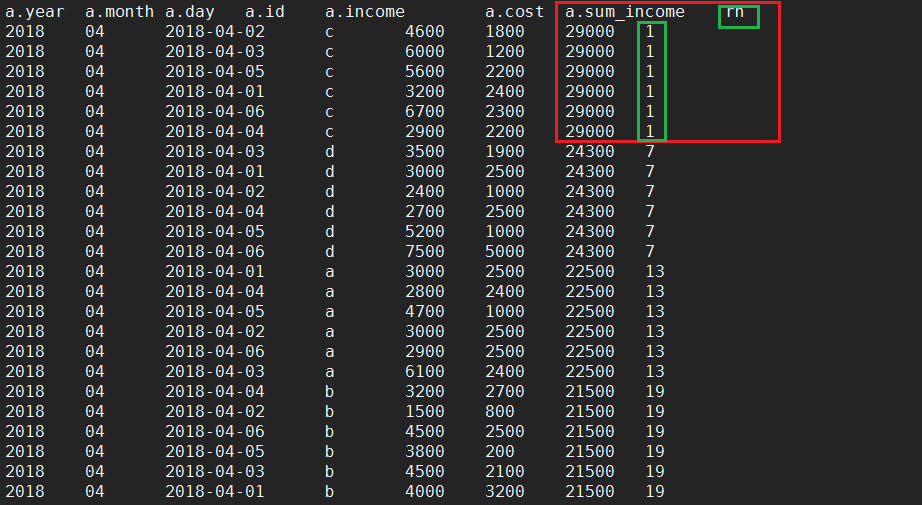 a.year a.month a.day a.id a.income a.cost a.sum_income rn
2018 04 2018-04-02 c 4600 1800 29000 1
2018 04 2018-04-03 c 6000 1200 29000 1
2018 04 2018-04-05 c 5600 2200 29000 1
2018 04 2018-04-01 c 3200 2400 29000 1
2018 04 2018-04-06 c 6700 2300 29000 1
2018 04 2018-04-04 c 2900 2200 29000 1
2018 04 2018-04-03 d 3500 1900 24300 7
2018 04 2018-04-01 d 3000 2500 24300 7
2018 04 2018-04-02 d 2400 1000 24300 7
2018 04 2018-04-04 d 2700 2500 24300 7
2018 04 2018-04-05 d 5200 1000 24300 7
2018 04 2018-04-06 d 7500 5000 24300 7
2018 04 2018-04-01 a 3000 2500 22500 13
2018 04 2018-04-04 a 2800 2400 22500 13
2018 04 2018-04-05 a 4700 1000 22500 13
2018 04 2018-04-02 a 3000 2500 22500 13
2018 04 2018-04-06 a 2900 2500 22500 13
2018 04 2018-04-03 a 6100 2400 22500 13
2018 04 2018-04-04 b 3200 2700 21500 19
2018 04 2018-04-02 b 1500 800 21500 19
2018 04 2018-04-06 b 4500 2500 21500 19
2018 04 2018-04-05 b 3800 200 21500 19
2018 04 2018-04-03 b 4500 2100 21500 19
2018 04 2018-04-01 b 4000 3200 21500 19